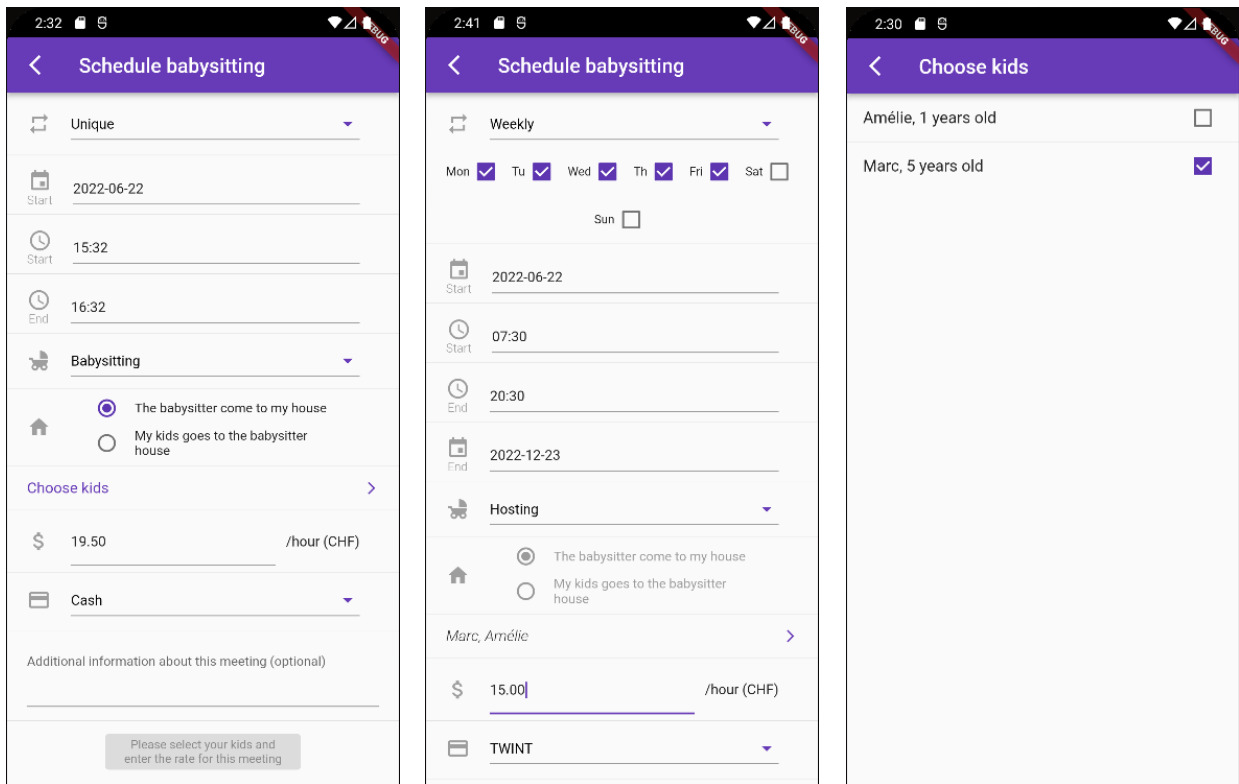 2:32
BUG
Schedule babysitting
Unique
Start
2022-06-22
Start
15:32
End
16:32
Babysitting
The babysitter come to my house
My kids goes to the babysitter
house
Choose kids
$ 19.50 /hour (CHF)
Cash
Additional information about this meeting (optional)
Please select your kids and
enter the rate for this meeting
2:41
BUG
Schedule babysitting
Weekly
Mon Tu Wed Th Fri Sat
Sun
Start
2022-06-22
Start
07:30
End
20:30
End
2022-12-23
Hosting
The babysitter come to my house
My kids goes to the babysitter
house
Marc, Amélie
$ 15.00 /hour (CHF)
TWINT
2:30
BUG
Choose kids
Amélie, 1 years old
Marc, 5 years old